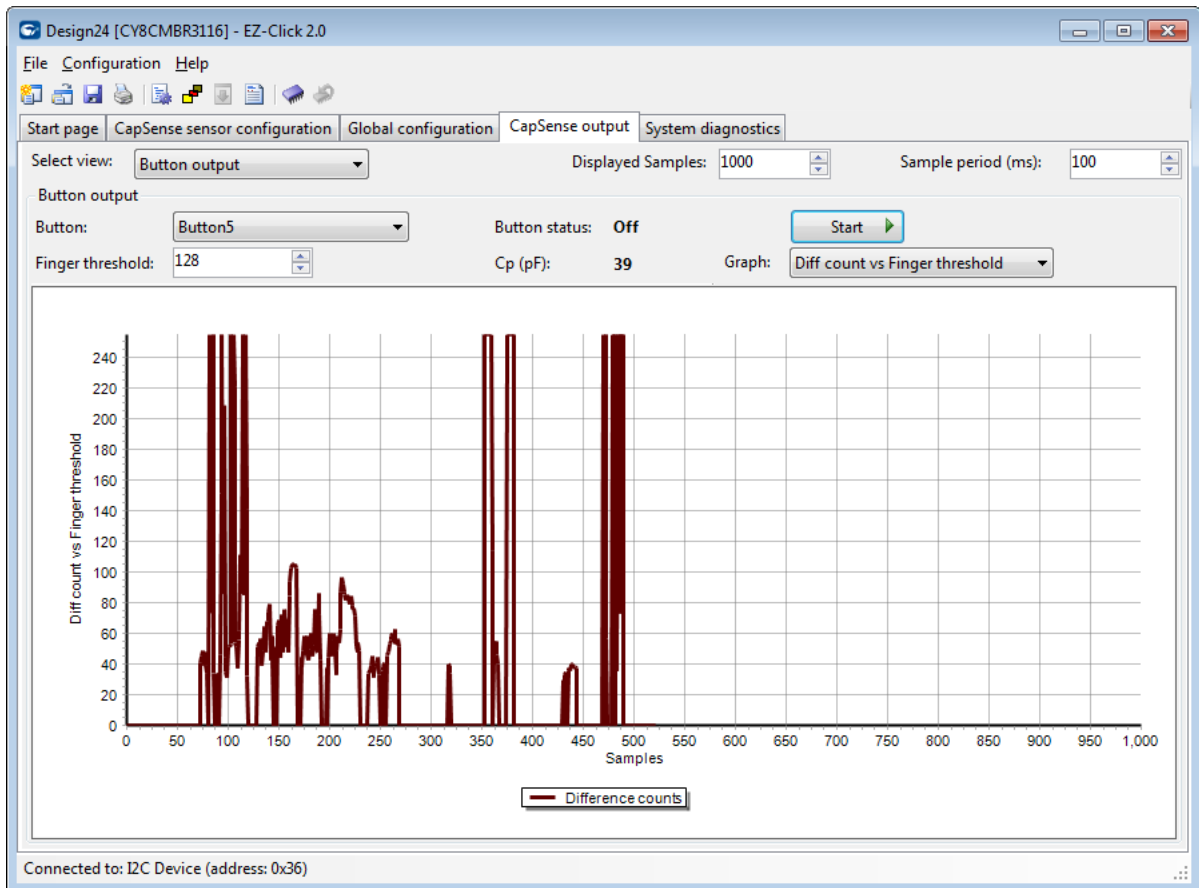 Design24 [CY8CMBR3116] - EZ-Click 2.0
File Configuration Help
Start page CapSense sensor configuration Global configuration CapSense output System diagnostics
Select view: Button output Displayed Samples: 1000 Sample period (ms): 100
Button output
Button: Button5 Button status: Off Start
Finger threshold: 128 Cp (pF): 39 Graph: Diff count vs Finger threshold
Diff count vs Finger threshold
240
220
200
180
160
140
120
100
80
60
40
20
0
0 50 100 150 200 250 300 350 400 450 500 550 600 650 700 750 800 850 900 950 1,000
Samples
Difference counts
Connected to: I2C Device (address: 0x36)